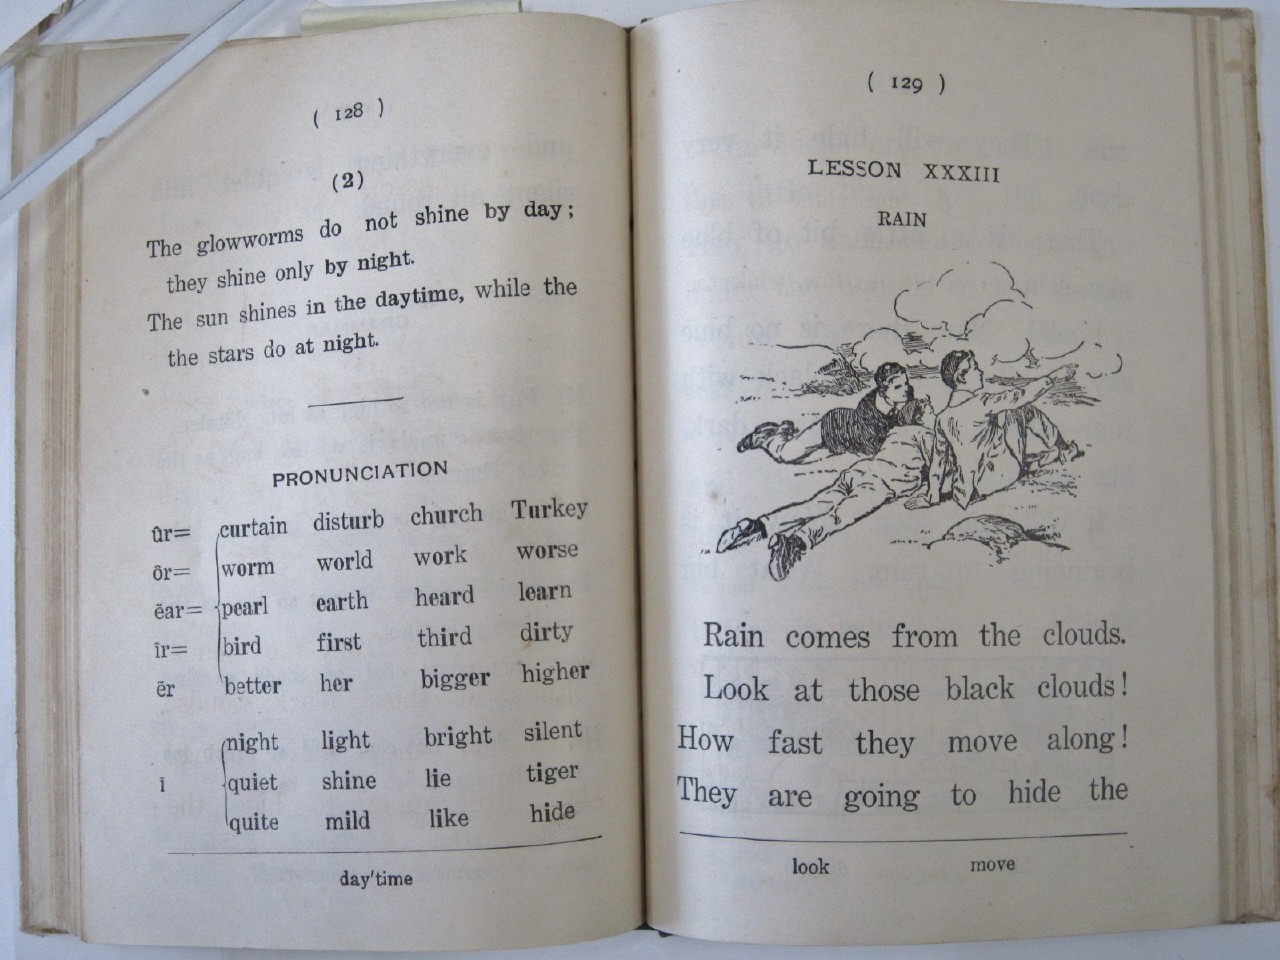 ( 128 )
(2)
The glowworms do not shine by day;
they shine only by night.
The sun shines in the daytime, while the
the stars do at night.
PRONUNCIATION
ûr= curtain disturb church Turkey
ôr= worm world work worse
ēar= pearl earth heard learn
îr= bird first third dirty
ēr better her bigger higher
night light bright silent
ī quiet shine lie tiger
quite mild like hide
day'time
( 129 )
LESSON XXXIII
RAIN
Rain comes from the clouds.
Look at those black clouds!
How fast they move along!
They are going to hide the
look move